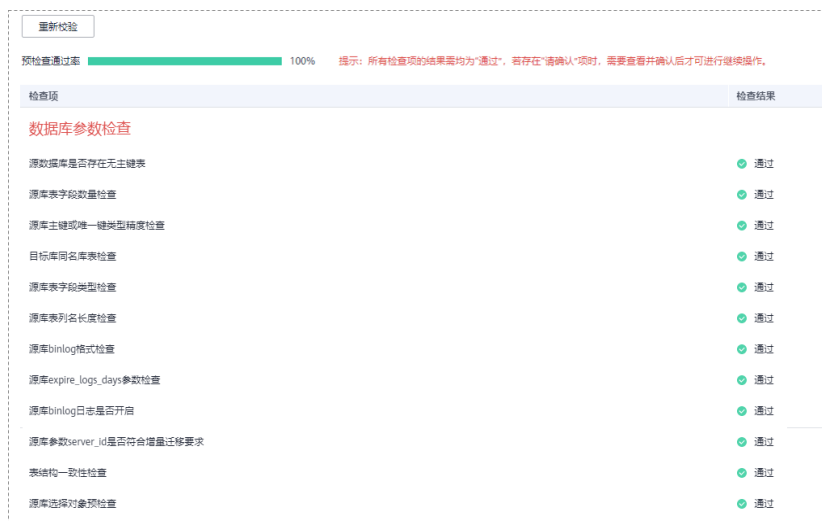 重新校验
预检查通过率 100% 提示：所有检查项的结果需均为"通过"，若存在"请确认"项时，需要查看并确认后才可进行继续操作。
检查项 检查结果
数据库参数检查
源数据库是否存在无主键表 通过
源库表字段数量检查 通过
源库主键或唯一键类型精度检查 通过
目标库同名库表检查 通过
源库表字段类型检查 通过
源库表列名长度检查 通过
源库binlog格式检查 通过
源库expire_logs_days参数检查 通过
源库binlog日志是否开启 通过
源库参数server_id是否符合增量迁移要求 通过
表结构一致性检查 通过
源库选择对象预检查 通过